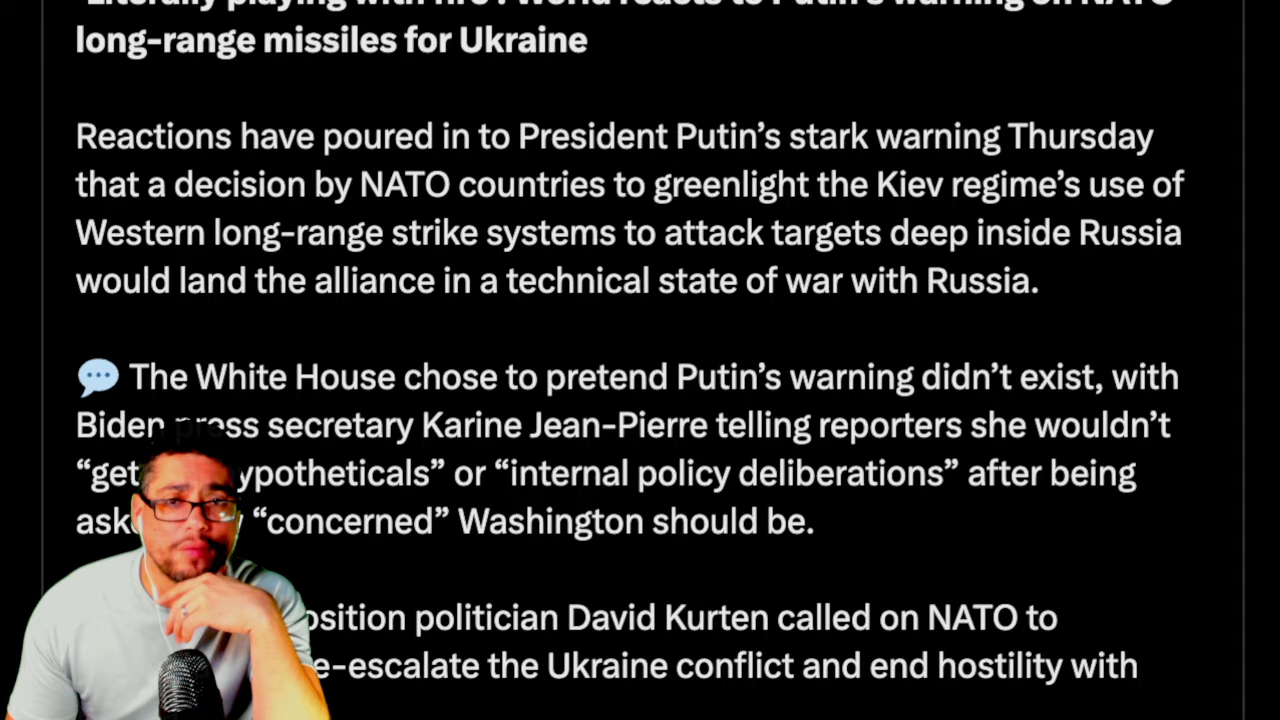 long-range missiles for Ukraine
Reactions have poured in to President Putin’s stark warning Thursday
that a decision by NATO countries to greenlight the Kiev regime’s use of
Western long-range strike systems to attack targets deep inside Russia
would land the alliance in a technical state of war with Russia.
💬 The White House chose to pretend Putin’s warning didn’t exist, with
Biden press secretary Karine Jean-Pierre telling reporters she wouldn’t
“get ypotheticals” or “internal policy deliberations” after being
“concerned” Washington should be.
osition politician David Kurten called on NATO to
e-escalate the Ukraine conflict and end hostility with